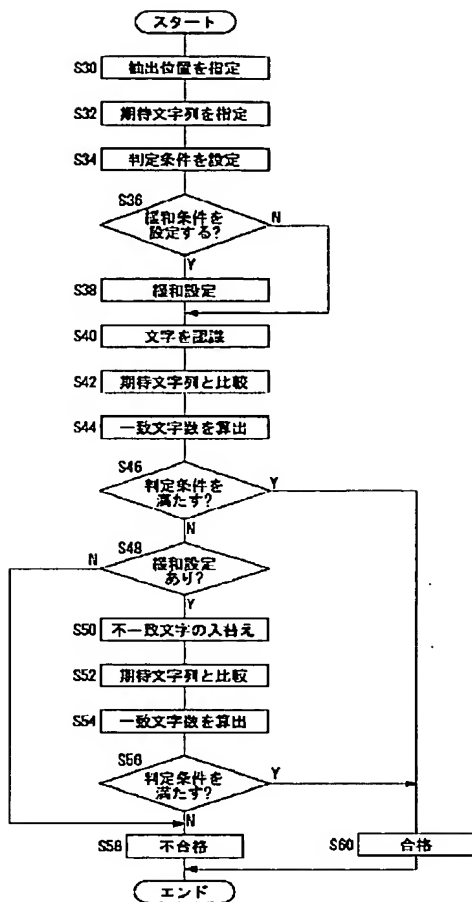 スタート
S30 抽出位置を指定
S32 期待文字列を指定
S34 判定条件を設定
S36
緩和条件を
設定する?
N
Y
S38 緩和設定
S40 文字を認識
S42 期待文字列と比較
S44 一致文字数を算出
S46
判定条件を
満たす?
Y
N
S48
緩和設定
あり?
N
Y
S50 不一致文字の入替え
S52 期待文字列と比較
S54 一致文字数を算出
S56
判定条件を
満たす?
Y
N
S58 不合格
S60 合格
エンド